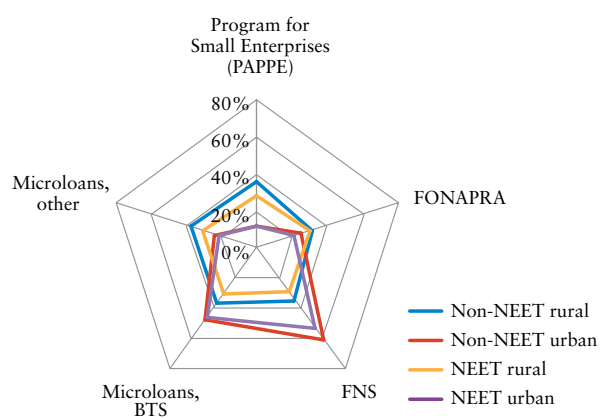 Program for
Small Enterprises
(PAPPE)
80%
60%
40%
20%
0%
Microloans,
other
FONAPRA
Microloans,
BTS
FNS
Non-NEET rural
Non-NEET urban
NEET rural
NEET urban